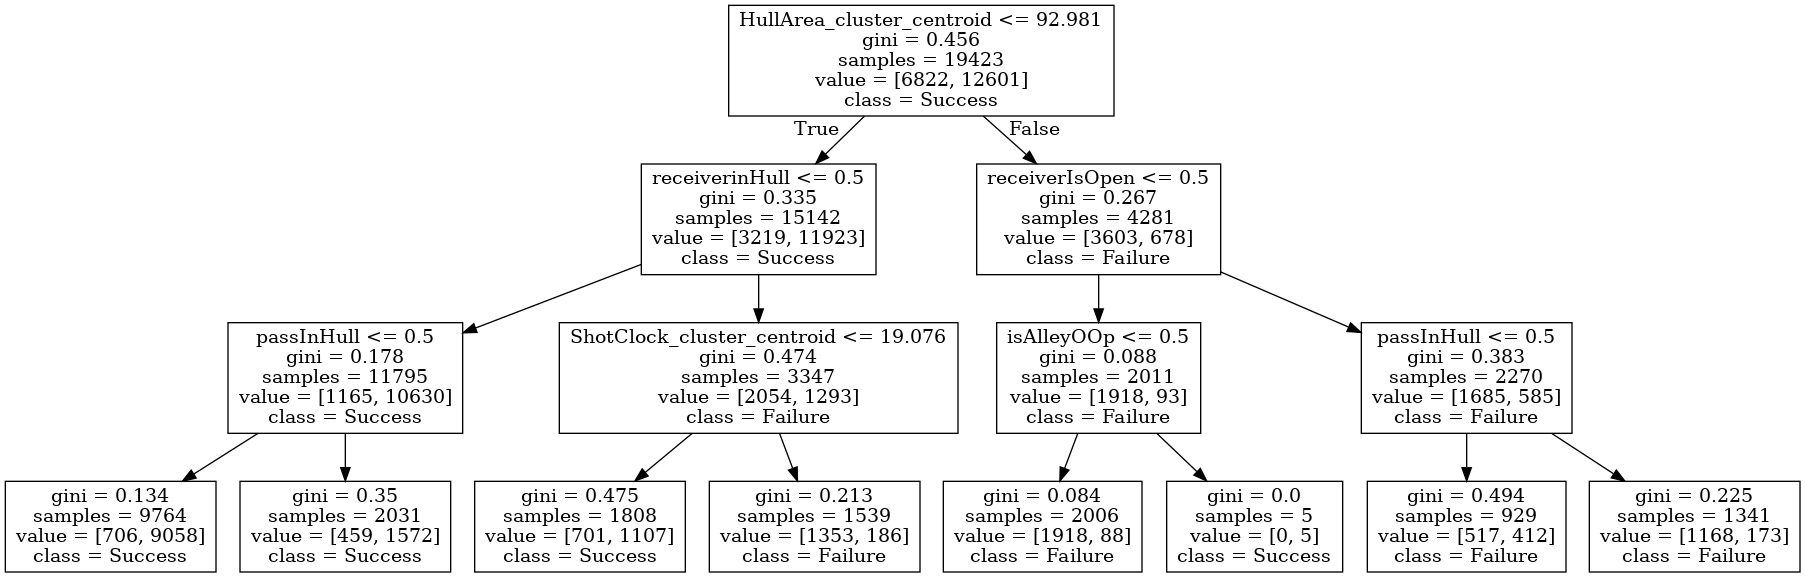 HullArea_cluster_centroid <= 92.981
gini = 0.456
samples = 19423
value = [6822, 12601]
class = Success
True
False
receiverinHull <= 0.5
gini = 0.335
samples = 15142
value = [3219, 11923]
class = Success
receiverIsOpen <= 0.5
gini = 0.267
samples = 4281
value = [3603, 678]
class = Failure
passInHull <= 0.5
gini = 0.178
samples = 11795
value = [1165, 10630]
class = Success
ShotClock_cluster_centroid <= 19.076
gini = 0.474
samples = 3347
value = [2054, 1293]
class = Failure
isAlleyOOp <= 0.5
gini = 0.088
samples = 2011
value = [1918, 93]
class = Failure
passInHull <= 0.5
gini = 0.383
samples = 2270
value = [1685, 585]
class = Failure
gini = 0.134
samples = 9764
value = [706, 9058]
class = Success
gini = 0.35
samples = 2031
value = [459, 1572]
class = Success
gini = 0.475
samples = 1808
value = [701, 1107]
class = Success
gini = 0.213
samples = 1539
value = [1353, 186]
class = Failure
gini = 0.084
samples = 2006
value = [1918, 88]
class = Failure
gini = 0.0
samples = 5
value = [0, 5]
class = Success
gini = 0.494
samples = 929
value = [517, 412]
class = Failure
gini = 0.225
samples = 1341
value = [1168, 173]
class = Failure